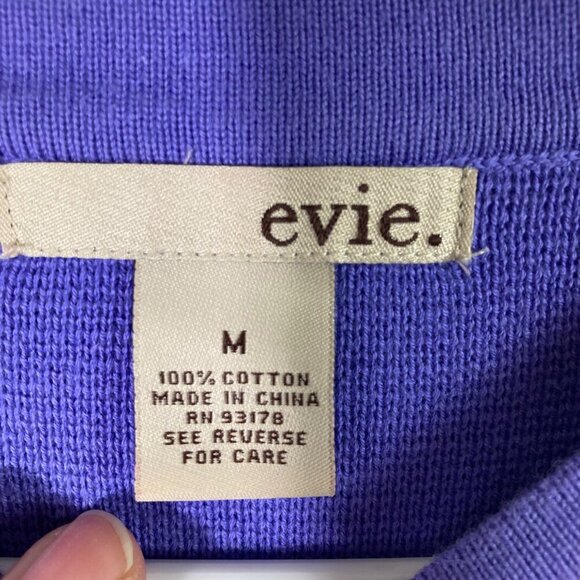 evie.
M
100% COTTON
MADE IN CHINA
RN 93178
SEE REVERSE
FOR CARE